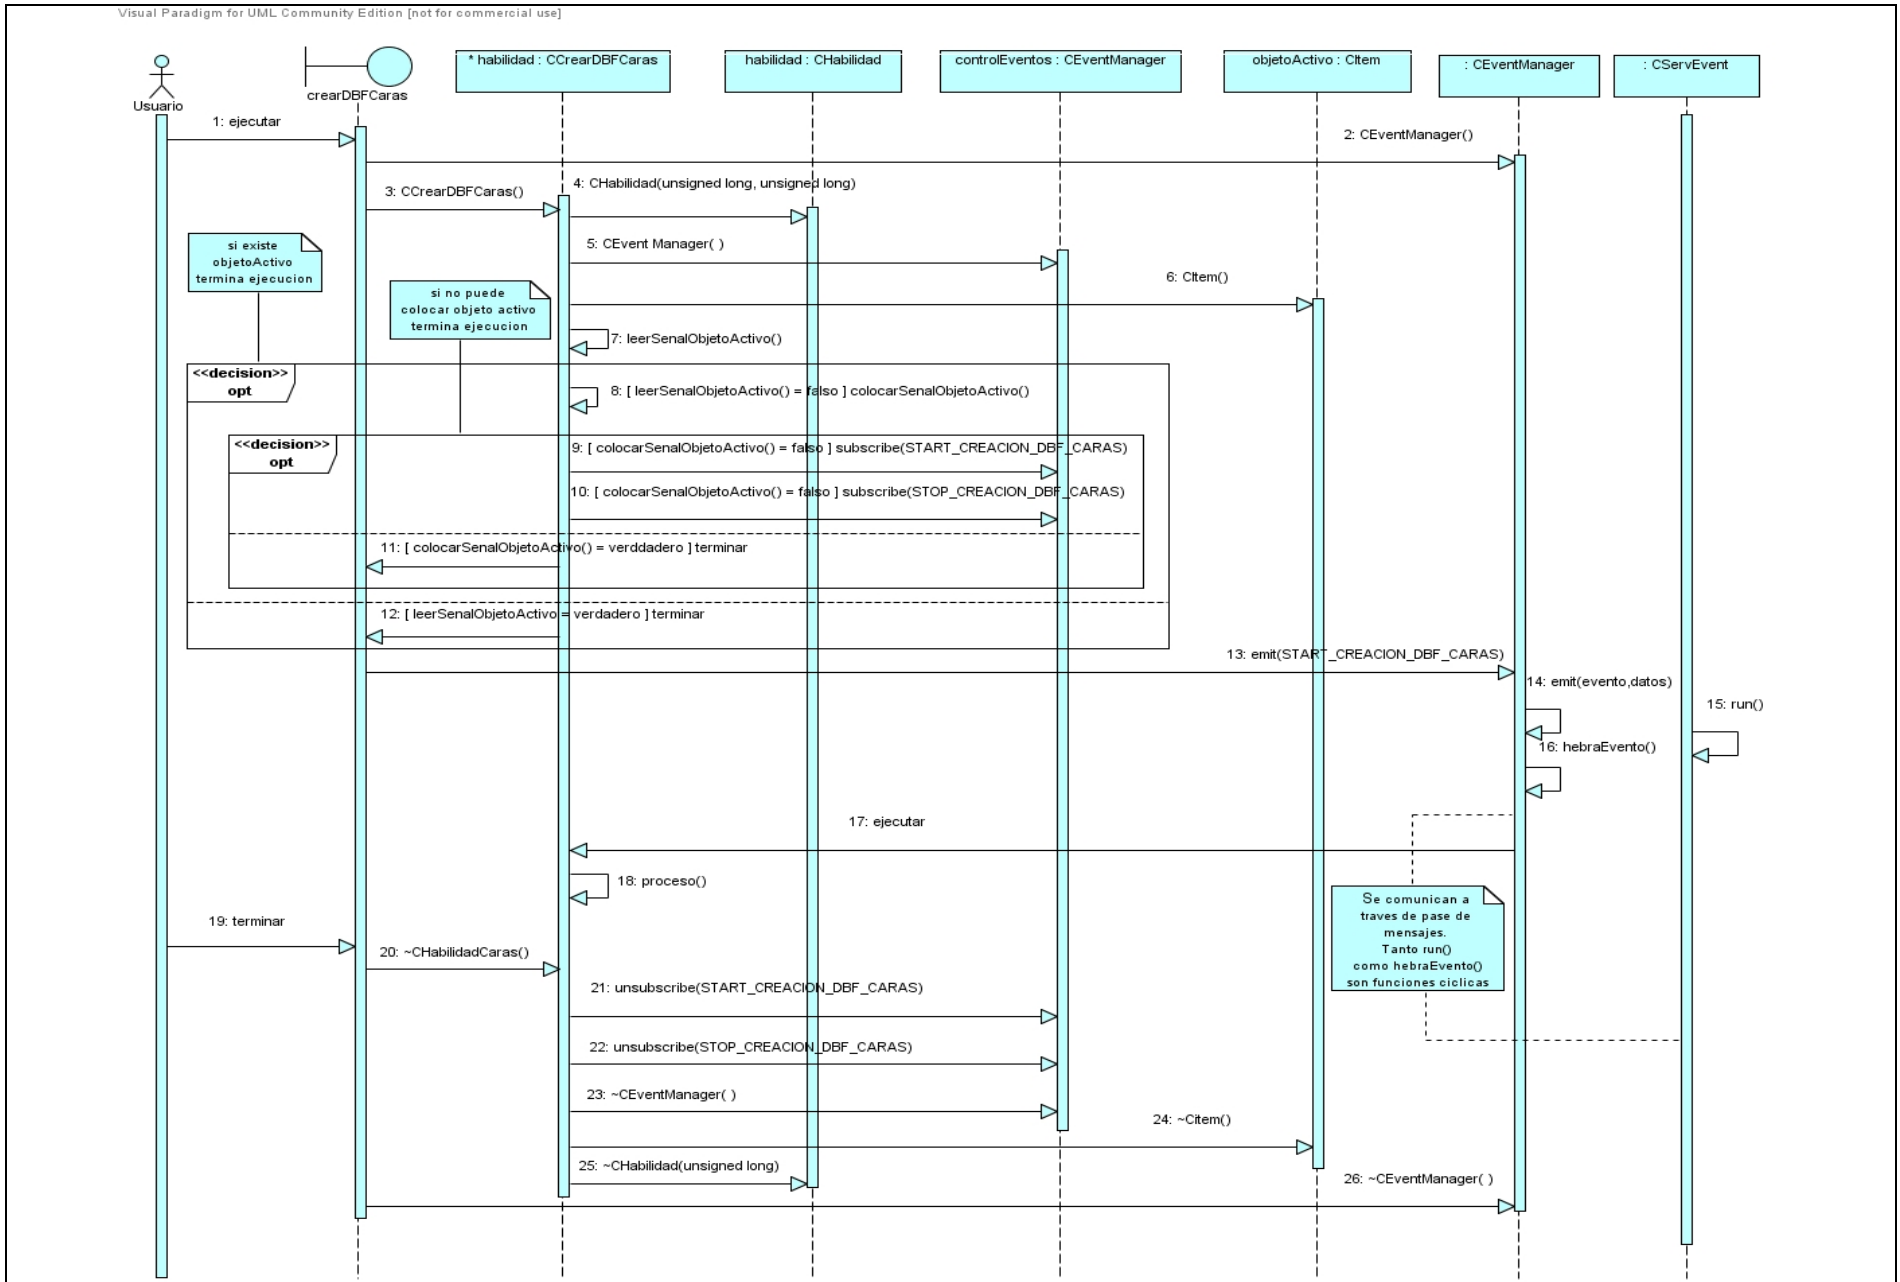 Visual Paradigm for UML Community Edition [not for commercial use]
Usuario
crearDBFCaras
* habilidad : CCrearDBFCaras
habilidad : CHabilidad
controlEventos : CEventManager
objetoActivo : CItem
: CEventManager
: CServEvent
1: ejecutar
2: CEventManager()
3: CCrearDBFCaras()
4: CHabilidad(unsigned long, unsigned long)
5: CEvent Manager( )
si existe
objetoActivo
termina ejecucion
6: CItem()
si no puede
colocar objeto activo
termina ejecucion
7: leerSenalObjetoActivo()
<<decision>>
opt
8: [ leerSenalObjetoActivo() = falso ] colocarSenalObjetoActivo()
<<decision>>
opt
9: [ colocarSenalObjetoActivo() = falso ] subscribe(START_CREACION_DBF_CARAS)
10: [ colocarSenalObjetoActivo() = falso ] subscribe(STOP_CREACION_DBF_CARAS)
11: [ colocarSenalObjetoActivo() = verddadero ] terminar
12: [ leerSenalObjetoActivo = verdadero ] terminar
13: emit(START_CREACION_DBF_CARAS)
14: emit(evento,datos)
15: run()
16: hebraEvento()
17: ejecutar
18: proceso()
Se comunican a
traves de pase de
mensajes.
Tanto run()
como hebraEvento()
son funciones ciclicas
19: terminar
20: ~CHabilidadCaras()
21: unsubscribe(START_CREACION_DBF_CARAS)
22: unsubscribe(STOP_CREACION_DBF_CARAS)
23: ~CEventManager( )
24: ~Citem()
25: ~CHabilidad(unsigned long)
26: ~CEventManager( )